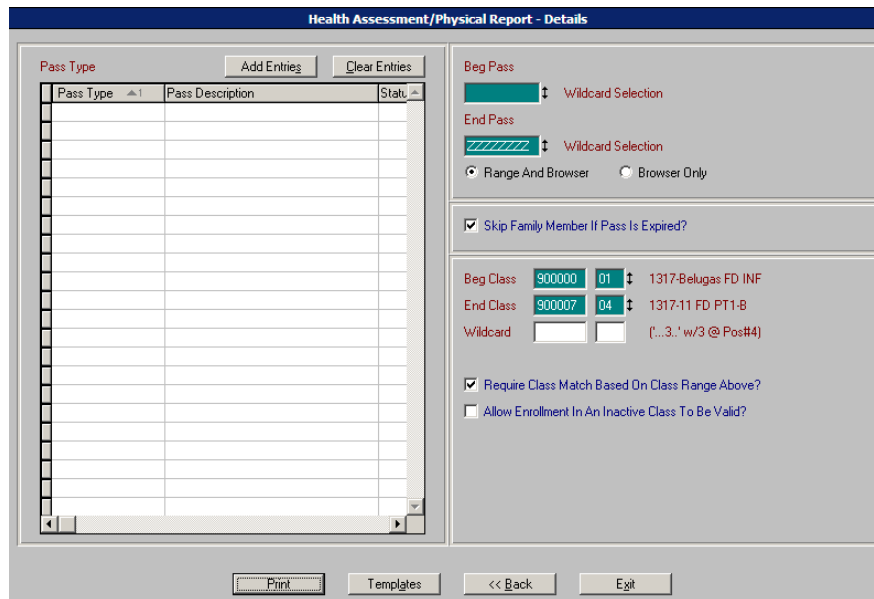 Health Assessment/Physical Report - Details
Pass Type
Add Entries
Clear Entries
Pass Type 1 Pass Description Statu
Beg Pass
Wildcard Selection
End Pass
ZZZZZZZZ Wildcard Selection
Range And Browser Browser Only
Skip Family Member If Pass Is Expired?
Beg Class 900000 01 1317-Belugas FD INF
End Class 900007 04 1317-11 FD PT1-B
Wildcard ('...3..' w/3 @ Pos#4)
Require Class Match Based On Class Range Above?
Allow Enrollment In An Inactive Class To Be Valid?
Print Templates << Back Exit